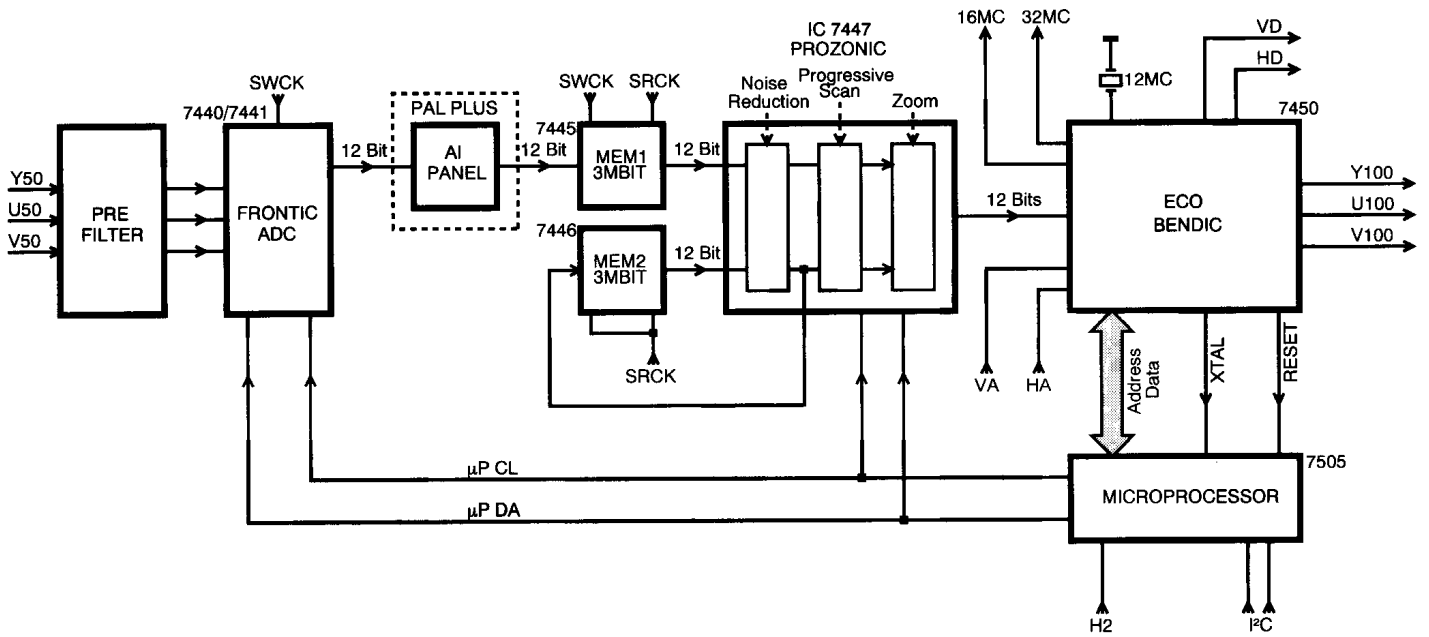 16MC
32MC
VD
HD
IC 7447
PROZONIC
12MC
SWCK
SWCK
SRCK
Noise
Reduction
Progressive
Scan
Zoom
7440/7441
PAL PLUS
7445
7450
Y50
U50
V50
PRE
FILTER
FRONTIC
ADC
12 Bit
AI
PANEL
12 Bit
MEM1
3MBIT
12 Bit
7446
MEM2
3MBIT
12 Bit
SRCK
12 Bits
ECO
BENDIC
Y100
U100
V100
VA
HA
Address
Data
XTAL
RESET
µP CL
µP DA
7505
MICROPROCESSOR
H2
I²C